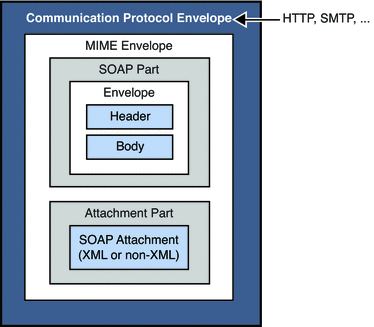 Communication Protocol Envelope
HTTP, SMTP, ...
MIME Envelope
SOAP Part
Envelope
Header
Body
Attachment Part
SOAP Attachment
(XML or non-XML)